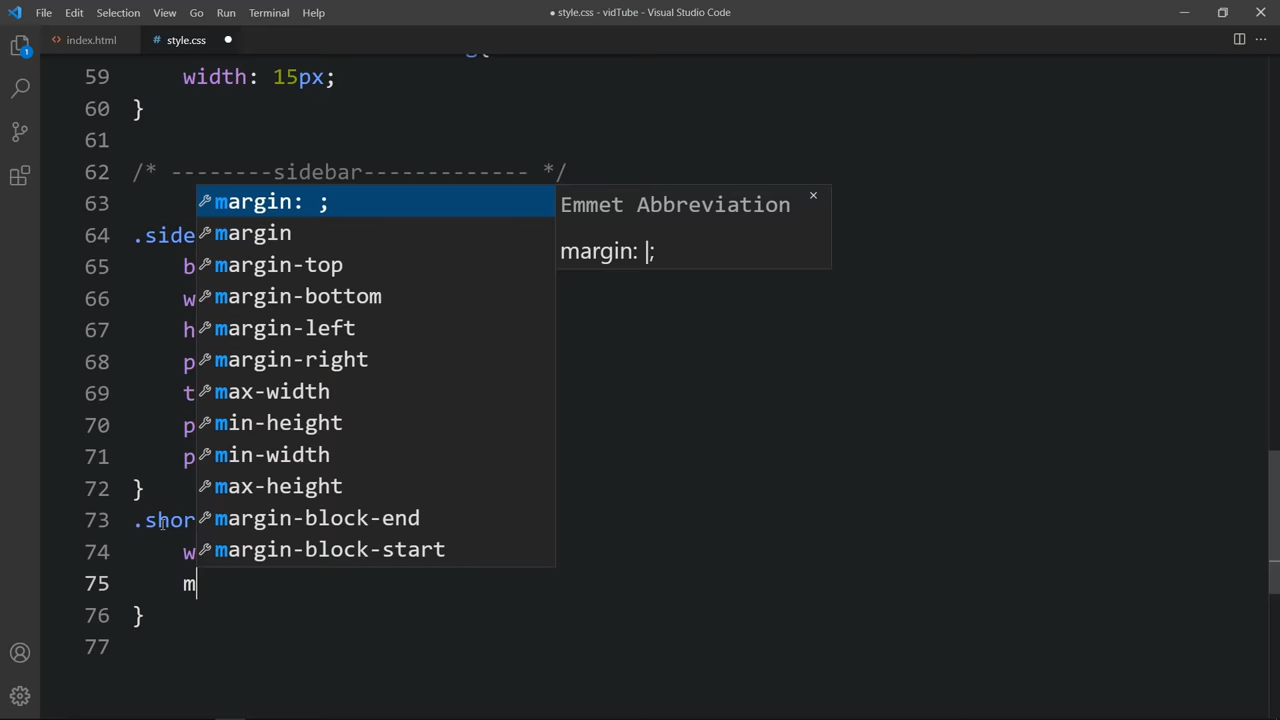 File Edit Selection View Go Run Terminal Help
● style.css - vidTube - Visual Studio Code
index.html # style.css
59 width: 15px;
60 }
61
62 /* --------sidebar------------- */
63
64 .side
65 b
66 w
67 h
68 p
69 t
70 p
71 p
72 }
73 .shor
74 w
75 m
76 }
77
margin: ;
margin
margin-top
margin-bottom
margin-left
margin-right
max-width
min-height
min-width
max-height
margin-block-end
margin-block-start
Emmet Abbreviation
margin: |;
1